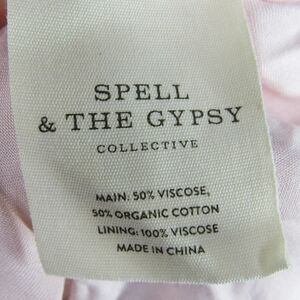 SPELL
& THE GYPSY
COLLECTIVE
MAIN: 50% VISCOSE,
50% ORGANIC COTTON
LINING: 100% VISCOSE
MADE IN CHINA